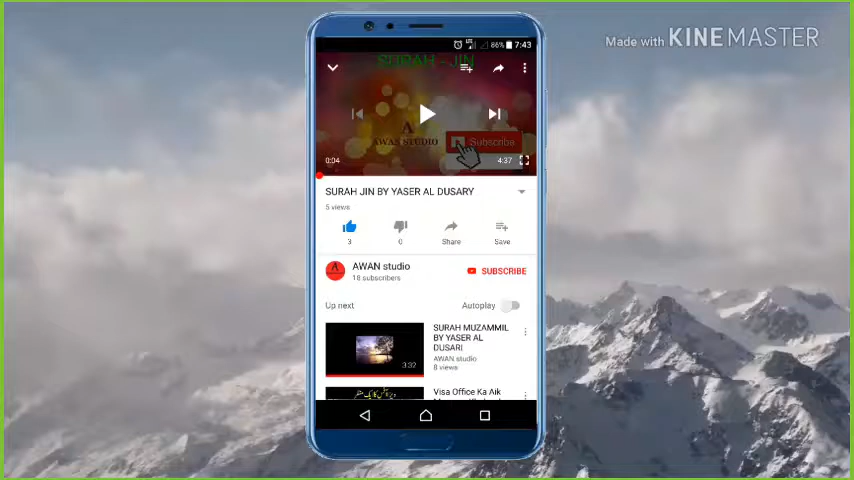 Made with KINEMASTER
86% 7:43
SURAH - JIN
AWAN STUDIO
Subscribe
0:04
4:37
SURAH JIN BY YASER AL DUSARY
5 views
3
0
Share
Save
AWAN studio
18 subscribers
SUBSCRIBE
Up next
Autoplay
SURAH MUZAMMIL
BY YASER AL
DUSARI
AWAN studio
8 views
3:32
Visa Office Ka Aik